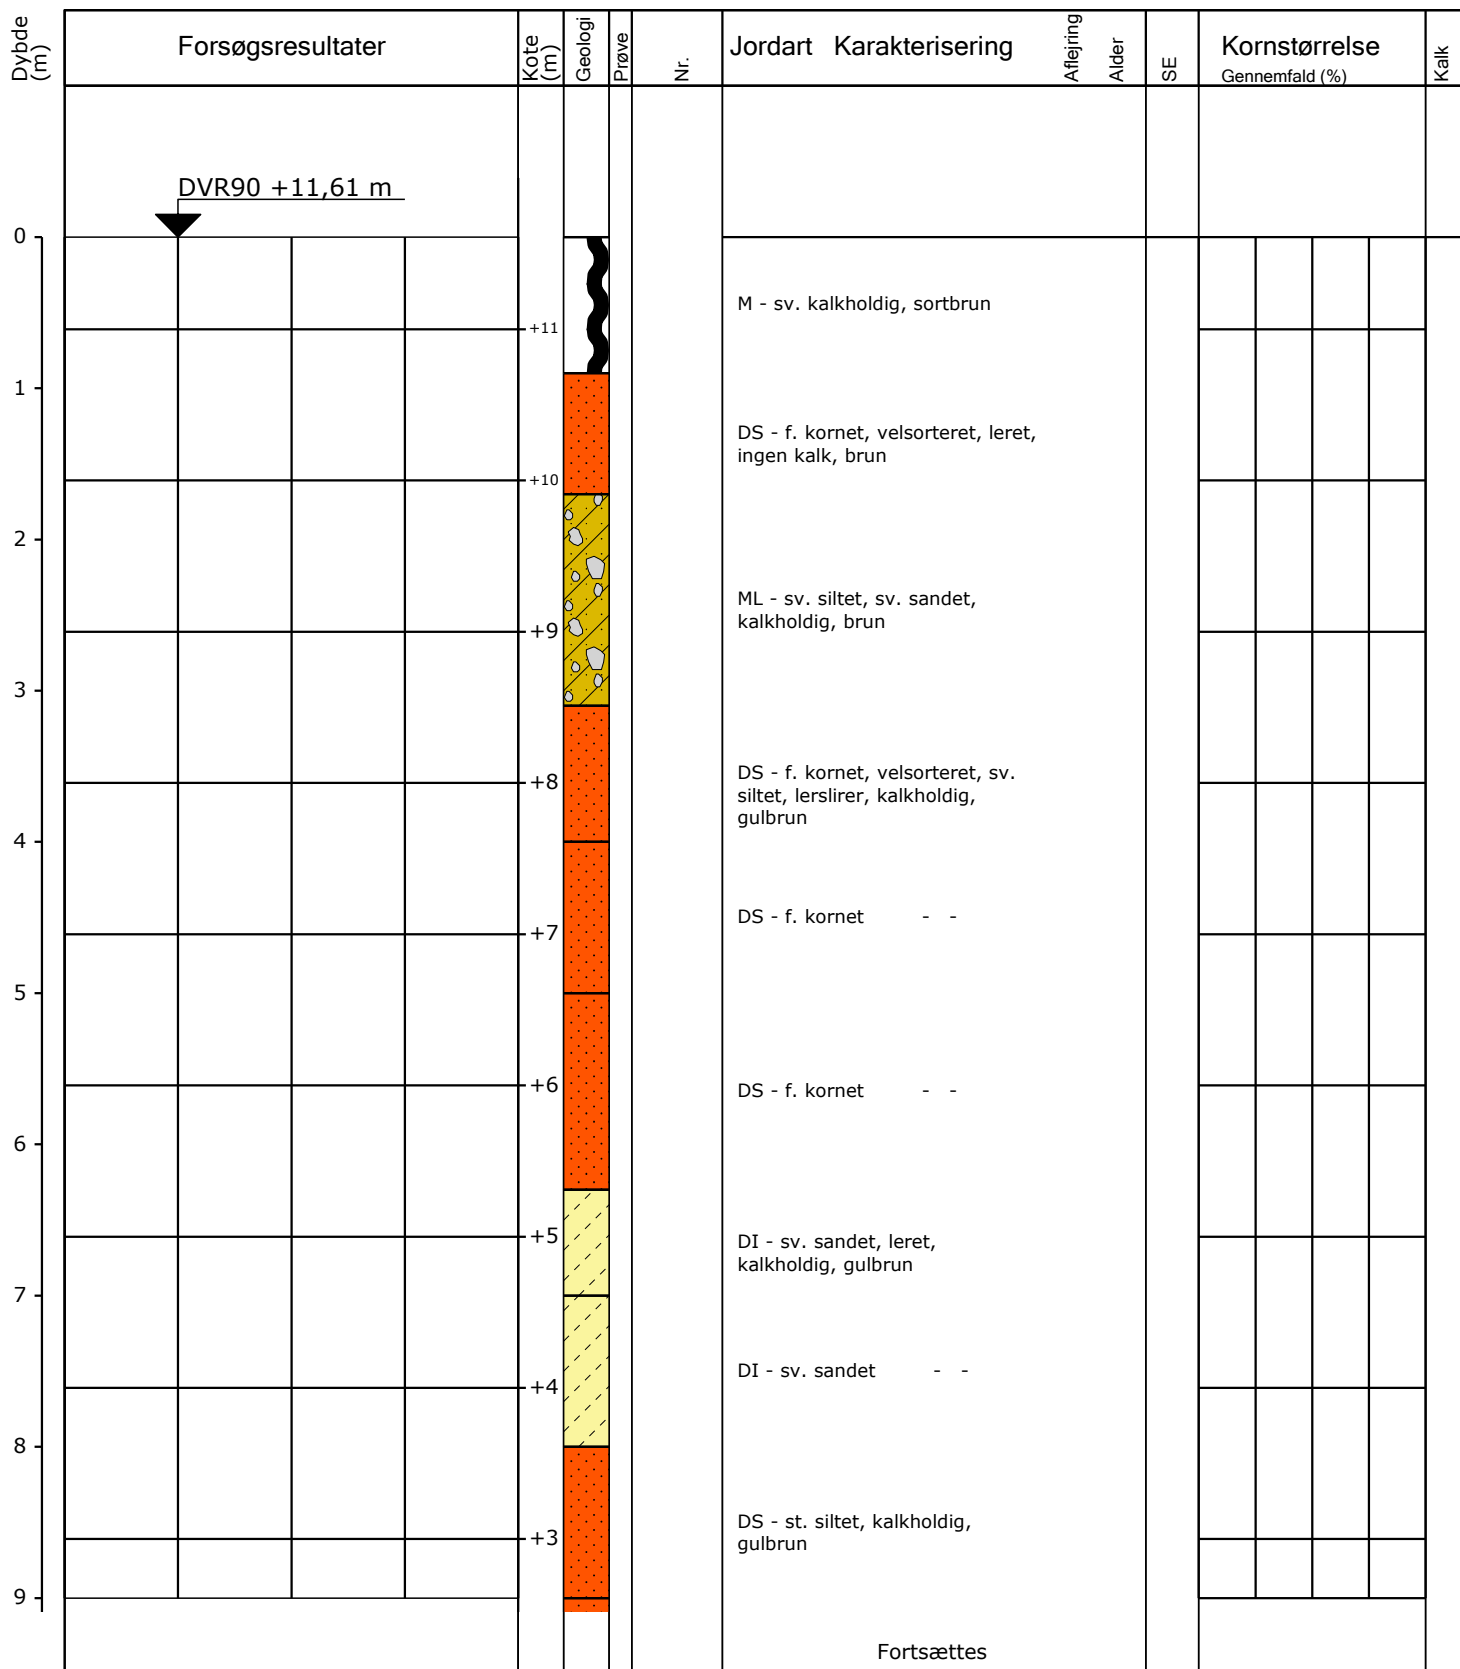 Dybde (m)
Forsøgsresultater
Kote (m)
Geologi
Prøve
Nr.
Jordart Karakterisering
Aflejring
Alder
SE
Kornstørrelse
Gennemfald (%)
Kalk
DVR90 +11,61 m
0
M - sv. kalkholdig, sortbrun
+11
1
DS - f. kornet, velsorteret, leret,
ingen kalk, brun
+10
2
ML - sv. siltet, sv. sandet,
kalkholdig, brun
+9
3
DS - f. kornet, velsorteret, sv.
siltet, lerslirer, kalkholdig,
gulbrun
+8
4
DS - f. kornet - -
+7
5
+6
DS - f. kornet - -
6
+5
DI - sv. sandet, leret,
kalkholdig, gulbrun
7
DI - sv. sandet - -
+4
8
DS - st. siltet, kalkholdig,
gulbrun
+3
9
Fortsættes